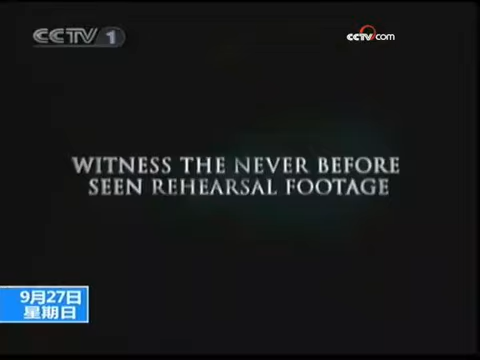 CCTV 1
CCTV.com
WITNESS THE NEVER BEFORE
SEEN REHEARSAL FOOTAGE
9月27日
星期日